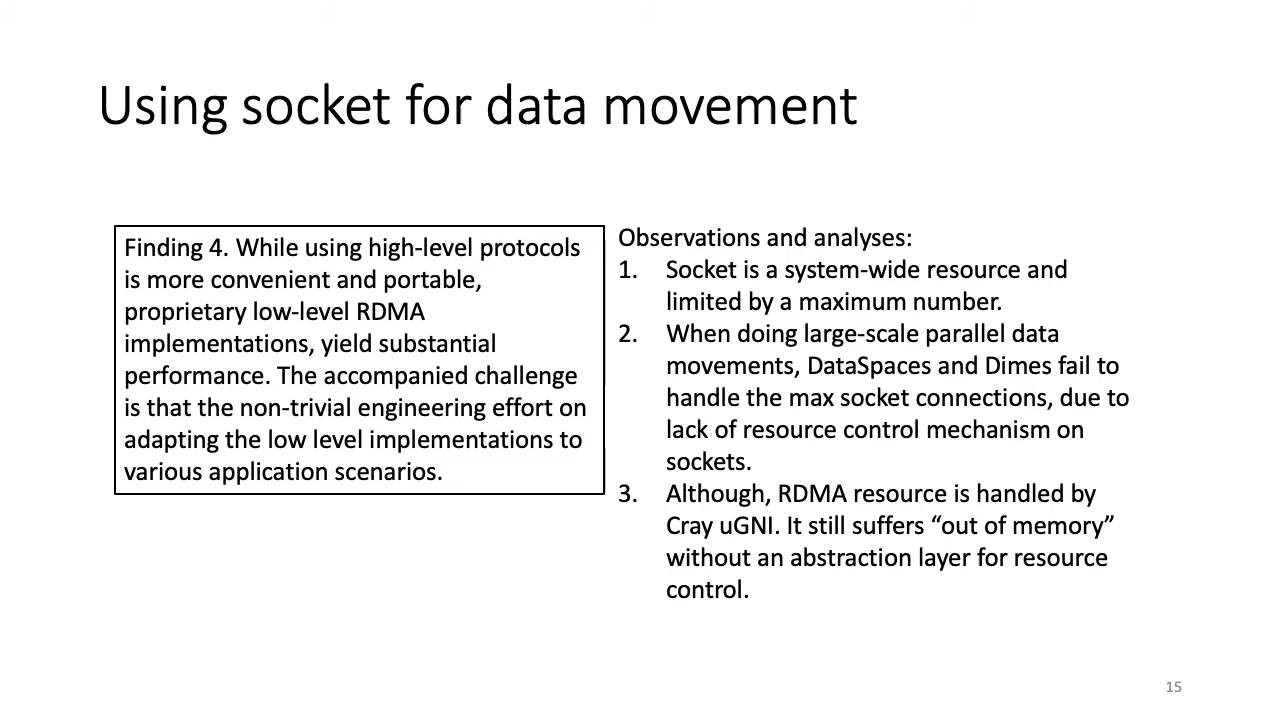 Using socket for data movement
Finding 4. While using high-level protocols
is more convenient and portable,
proprietary low-level RDMA
implementations, yield substantial
performance. The accompanied challenge
is that the non-trivial engineering effort on
adapting the low level implementations to
various application scenarios.
Observations and analyses:
1. Socket is a system-wide resource and
limited by a maximum number.
2. When doing large-scale parallel data
movements, DataSpaces and Dimes fail to
handle the max socket connections, due to
lack of resource control mechanism on
sockets.
3. Although, RDMA resource is handled by
Cray uGNI. It still suffers “out of memory”
without an abstraction layer for resource
control.
15